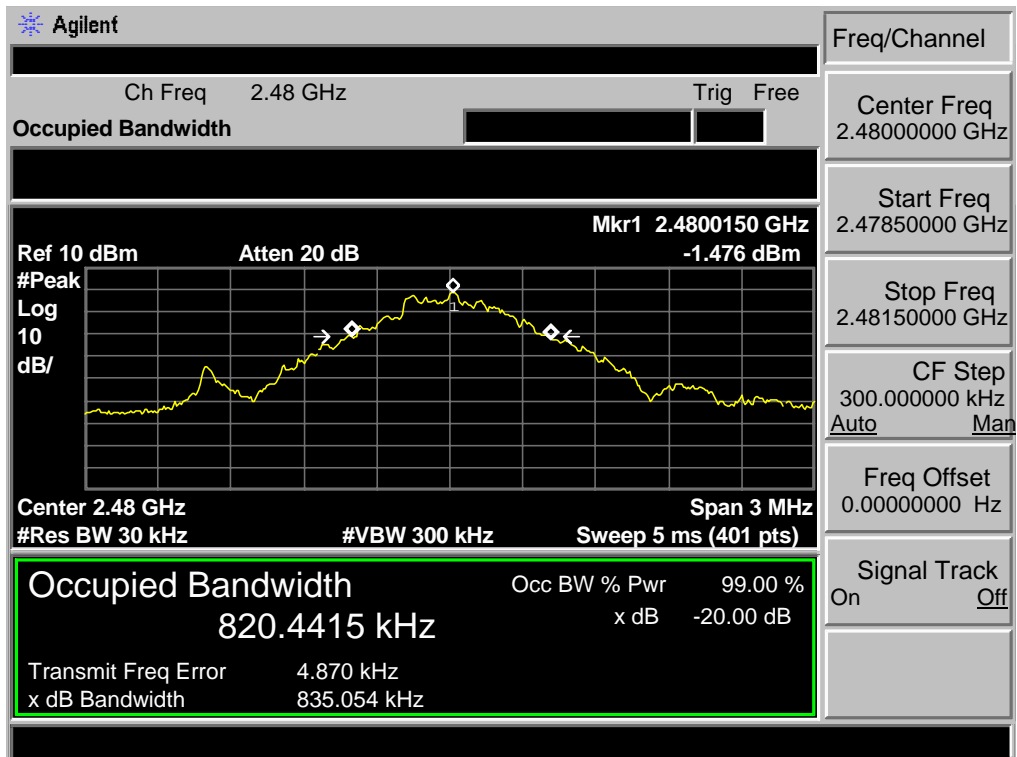 Agilent
Freq/Channel
Ch Freq 2.48 GHz Trig Free
Occupied Bandwidth
Center Freq
2.48000000 GHz
Start Freq
2.47850000 GHz
Mkr1 2.4800150 GHz
Ref 10 dBm Atten 20 dB -1.476 dBm
#Peak
Log
10
dB/
1
Stop Freq
2.48150000 GHz
CF Step
300.000000 kHz
Auto Man
Freq Offset
0.00000000 Hz
Center 2.48 GHz Span 3 MHz
#Res BW 30 kHz #VBW 300 kHz Sweep 5 ms (401 pts)
Signal Track
On Off
Occupied Bandwidth
820.4415 kHz
Occ BW % Pwr 99.00 %
x dB -20.00 dB
Transmit Freq Error 4.870 kHz
x dB Bandwidth 835.054 kHz